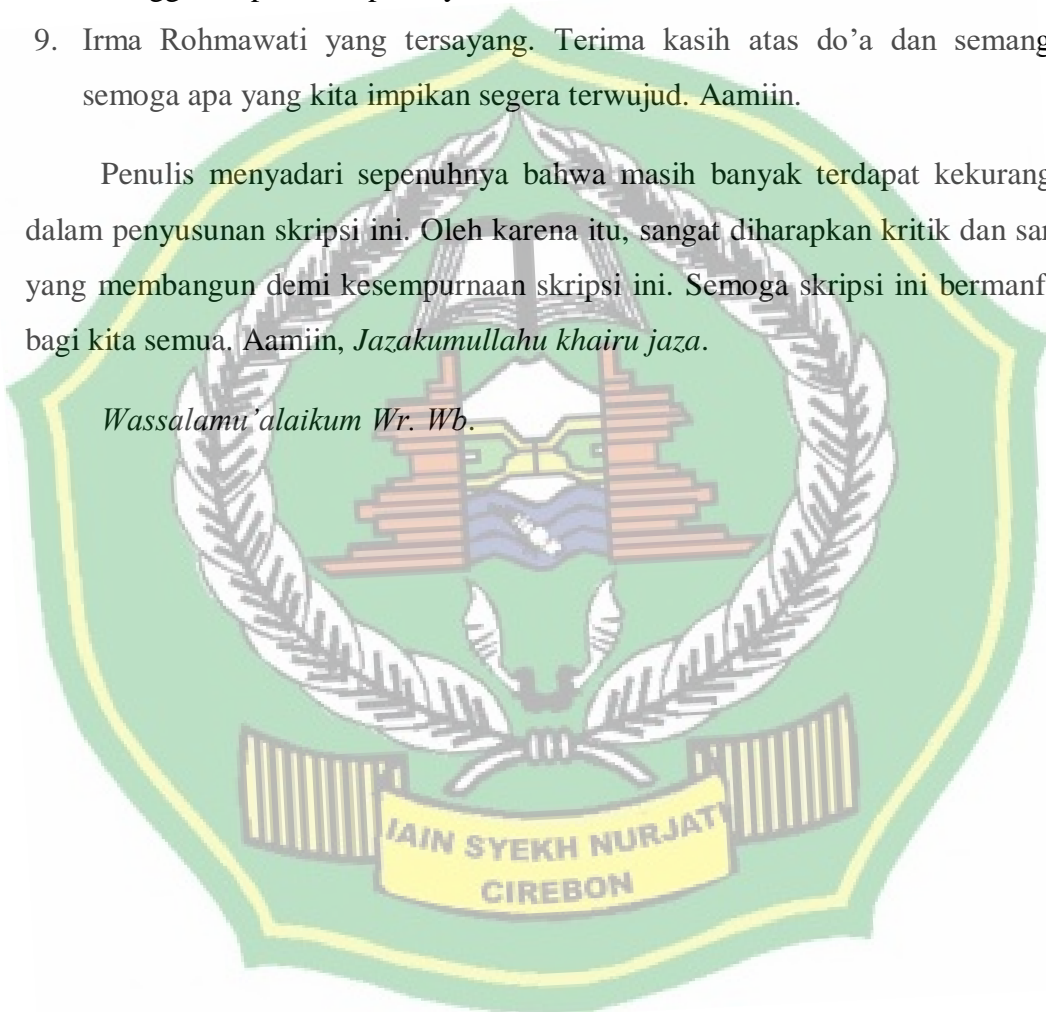 9. Irma Rohmawati yang tersayang. Terima kasih atas do’a dan semang
semoga apa yang kita impikan segera terwujud. Aamiin.
Penulis menyadari sepenuhnya bahwa masih banyak terdapat kekurang
dalam penyusunan skripsi ini. Oleh karena itu, sangat diharapkan kritik dan sar
yang membangun demi kesempurnaan skripsi ini. Semoga skripsi ini bermanf
bagi kita semua. Aamiin, Jazakumullahu khairu jaza.
Wassalamu’alaikum Wr. Wb.
IAIN SYEKH NURJATI
CIREBON